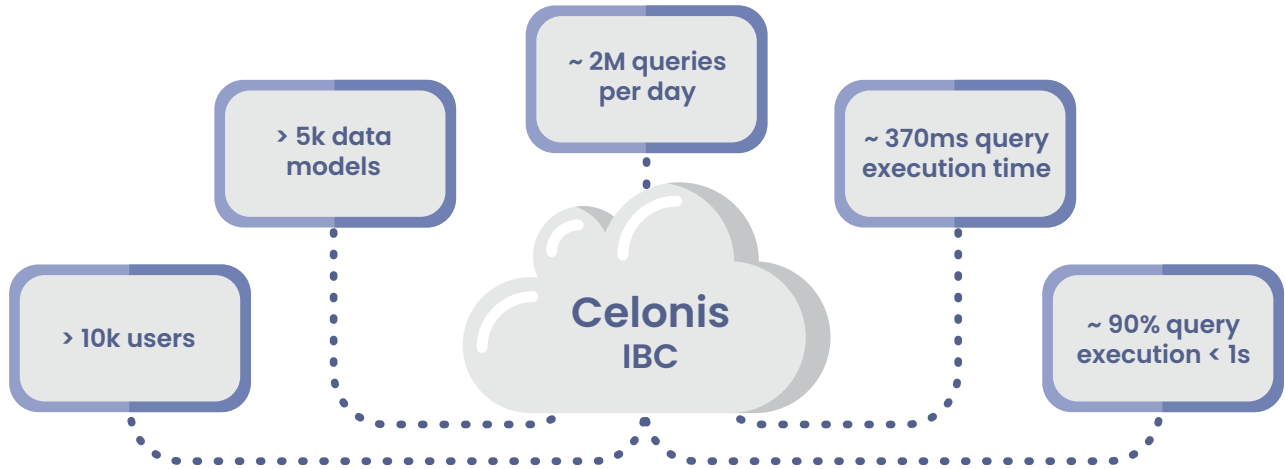 ~ 2M queries
per day
> 5k data
models
~ 370ms query
execution time
> 10k users
Celonis
IBC
~ 90% query
execution < 1s